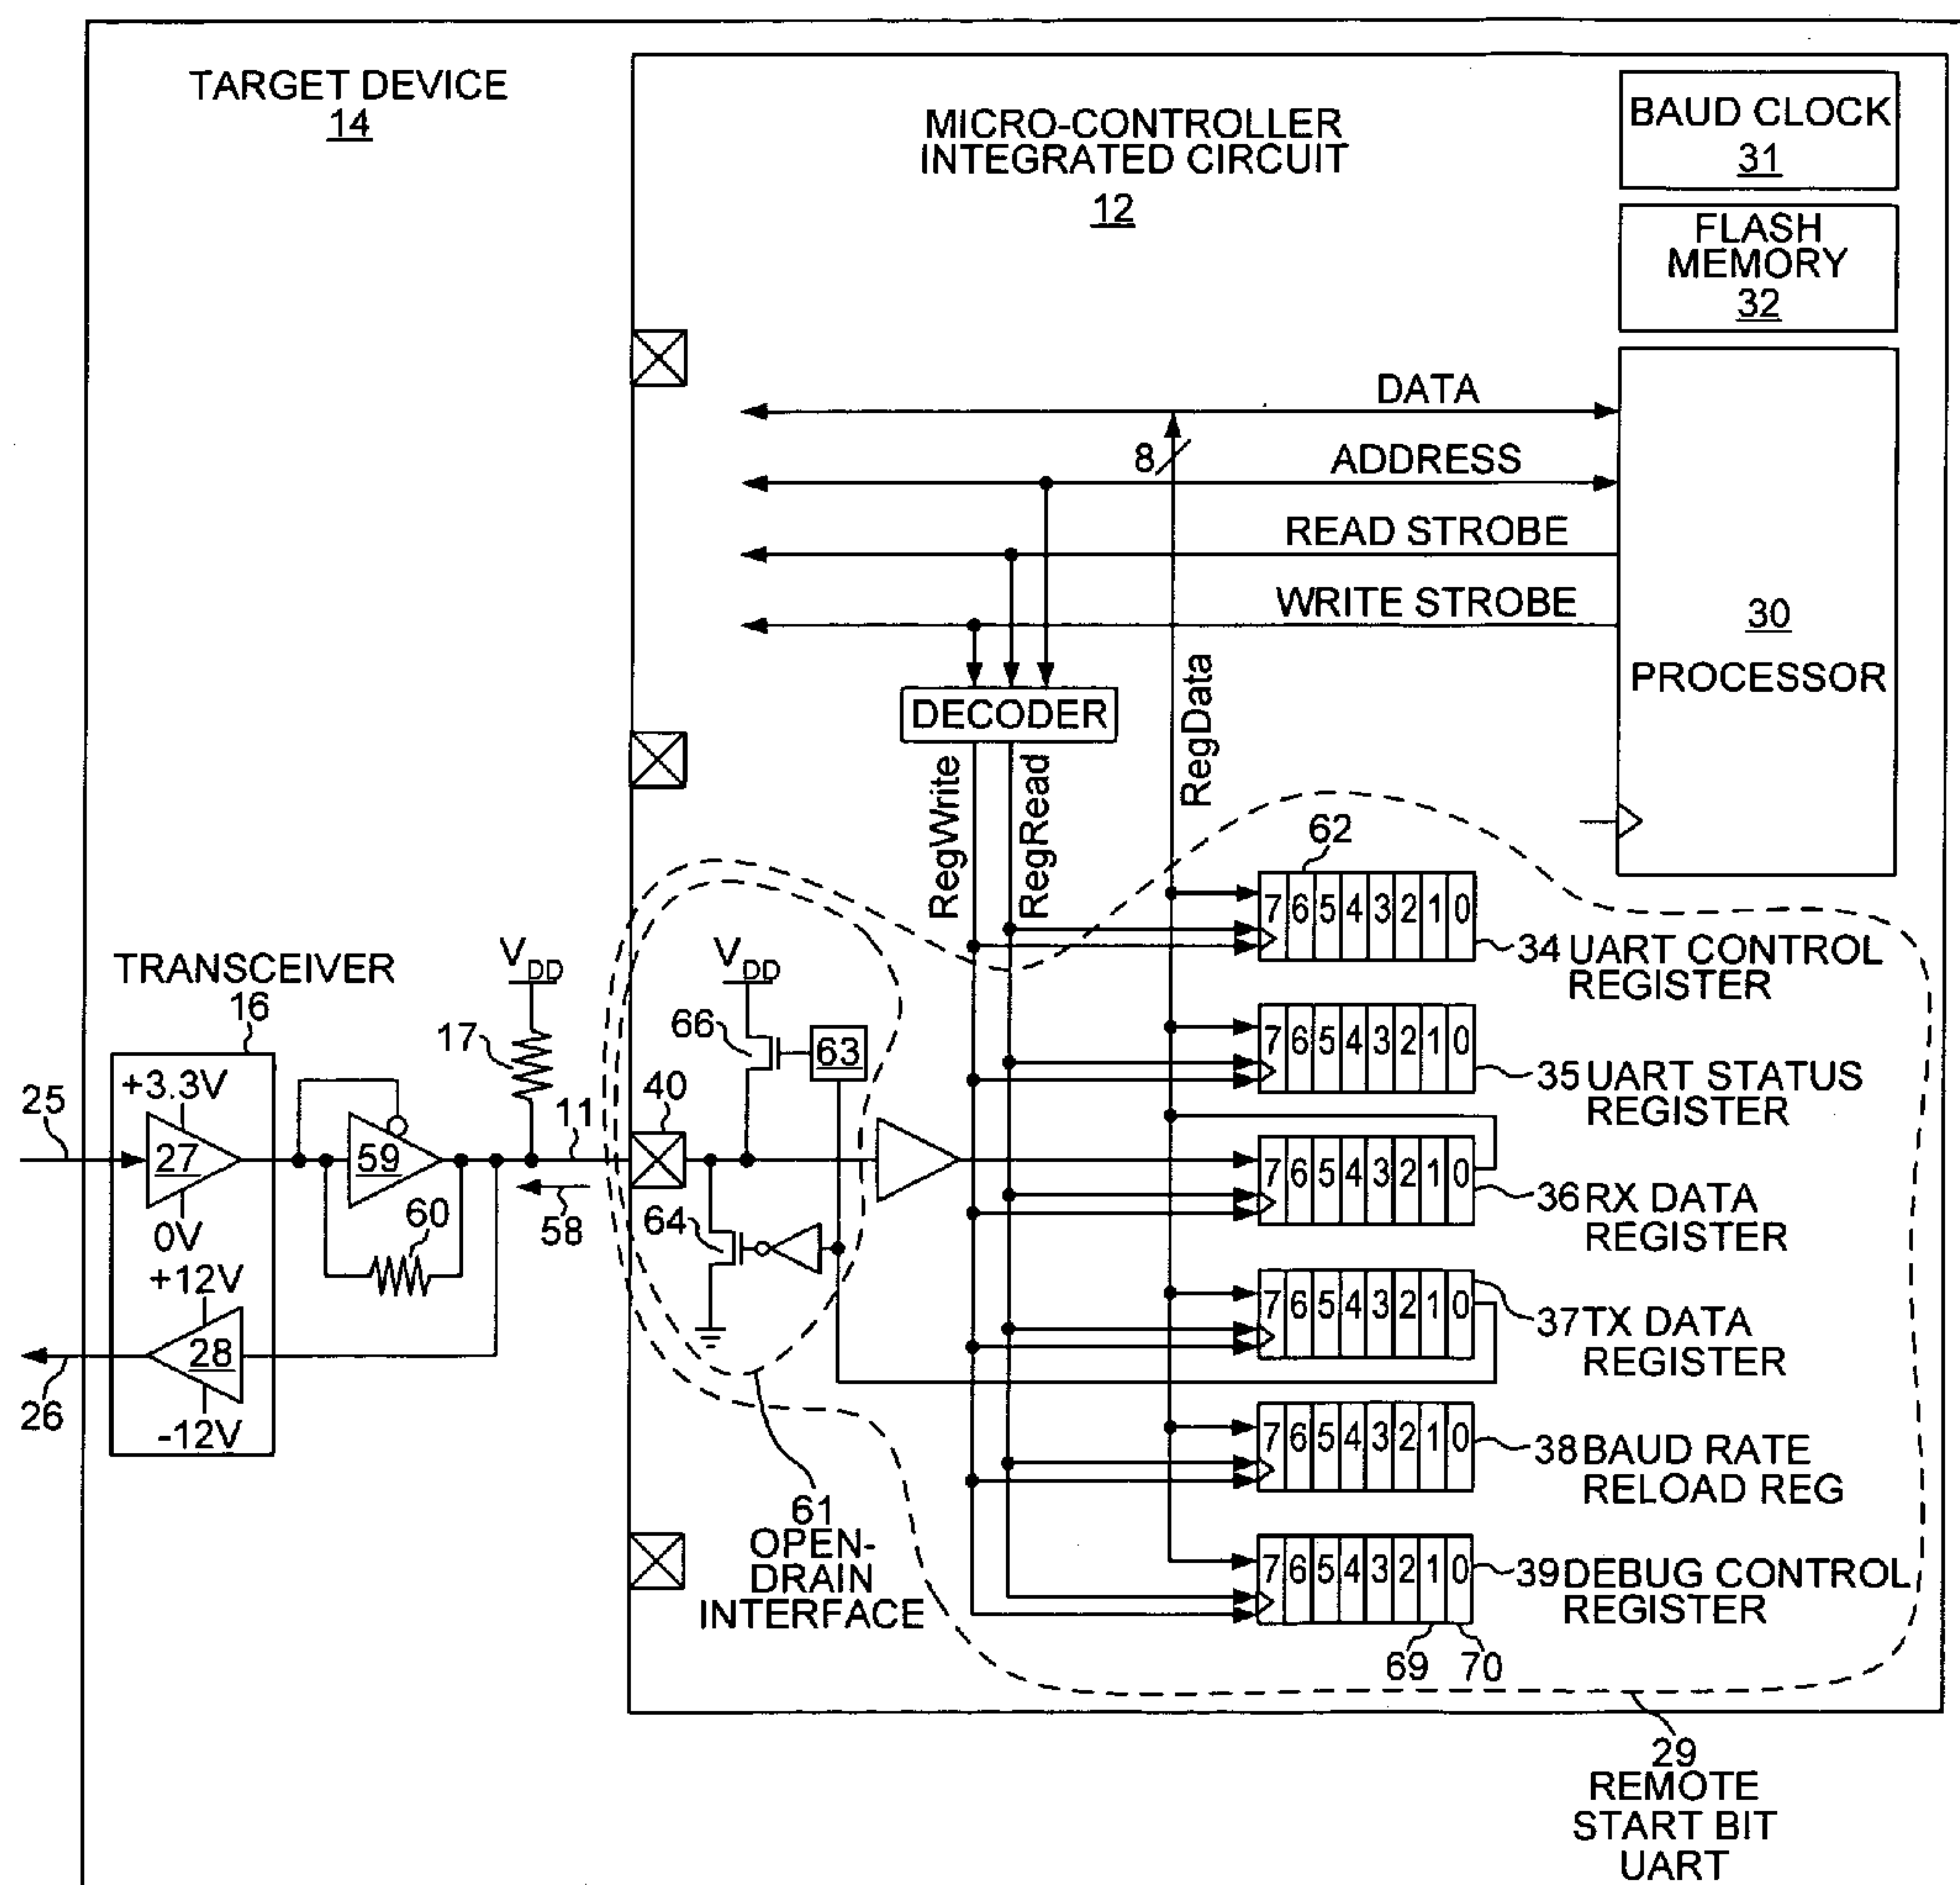 TARGET DEVICE
14
MICRO-CONTROLLER
INTEGRATED CIRCUIT
12
BAUD CLOCK
31
FLASH
MEMORY
32
DATA
8
ADDRESS
READ STROBE
WRITE STROBE
30
PROCESSOR
DECODER
RegWrite
RegRead
RegData
62
7 6 5 4 3 2 1 0
34 UART CONTROL
REGISTER
7 6 5 4 3 2 1 0
35 UART STATUS
REGISTER
7 6 5 4 3 2 1 0
36 RX DATA
REGISTER
7 6 5 4 3 2 1 0
37 TX DATA
REGISTER
7 6 5 4 3 2 1 0
38 BAUD RATE
RELOAD REG
7 6 5 4 3 2 1 0
39 DEBUG CONTROL
REGISTER
69 70
TRANSCEIVER
16
+3.3V
25
27
0V
+12V
28
26
-12V
59
60
17
VDD
11
58
40
VDD
66
63
64
61
OPEN-
DRAIN
INTERFACE
29
REMOTE
START BIT
UART